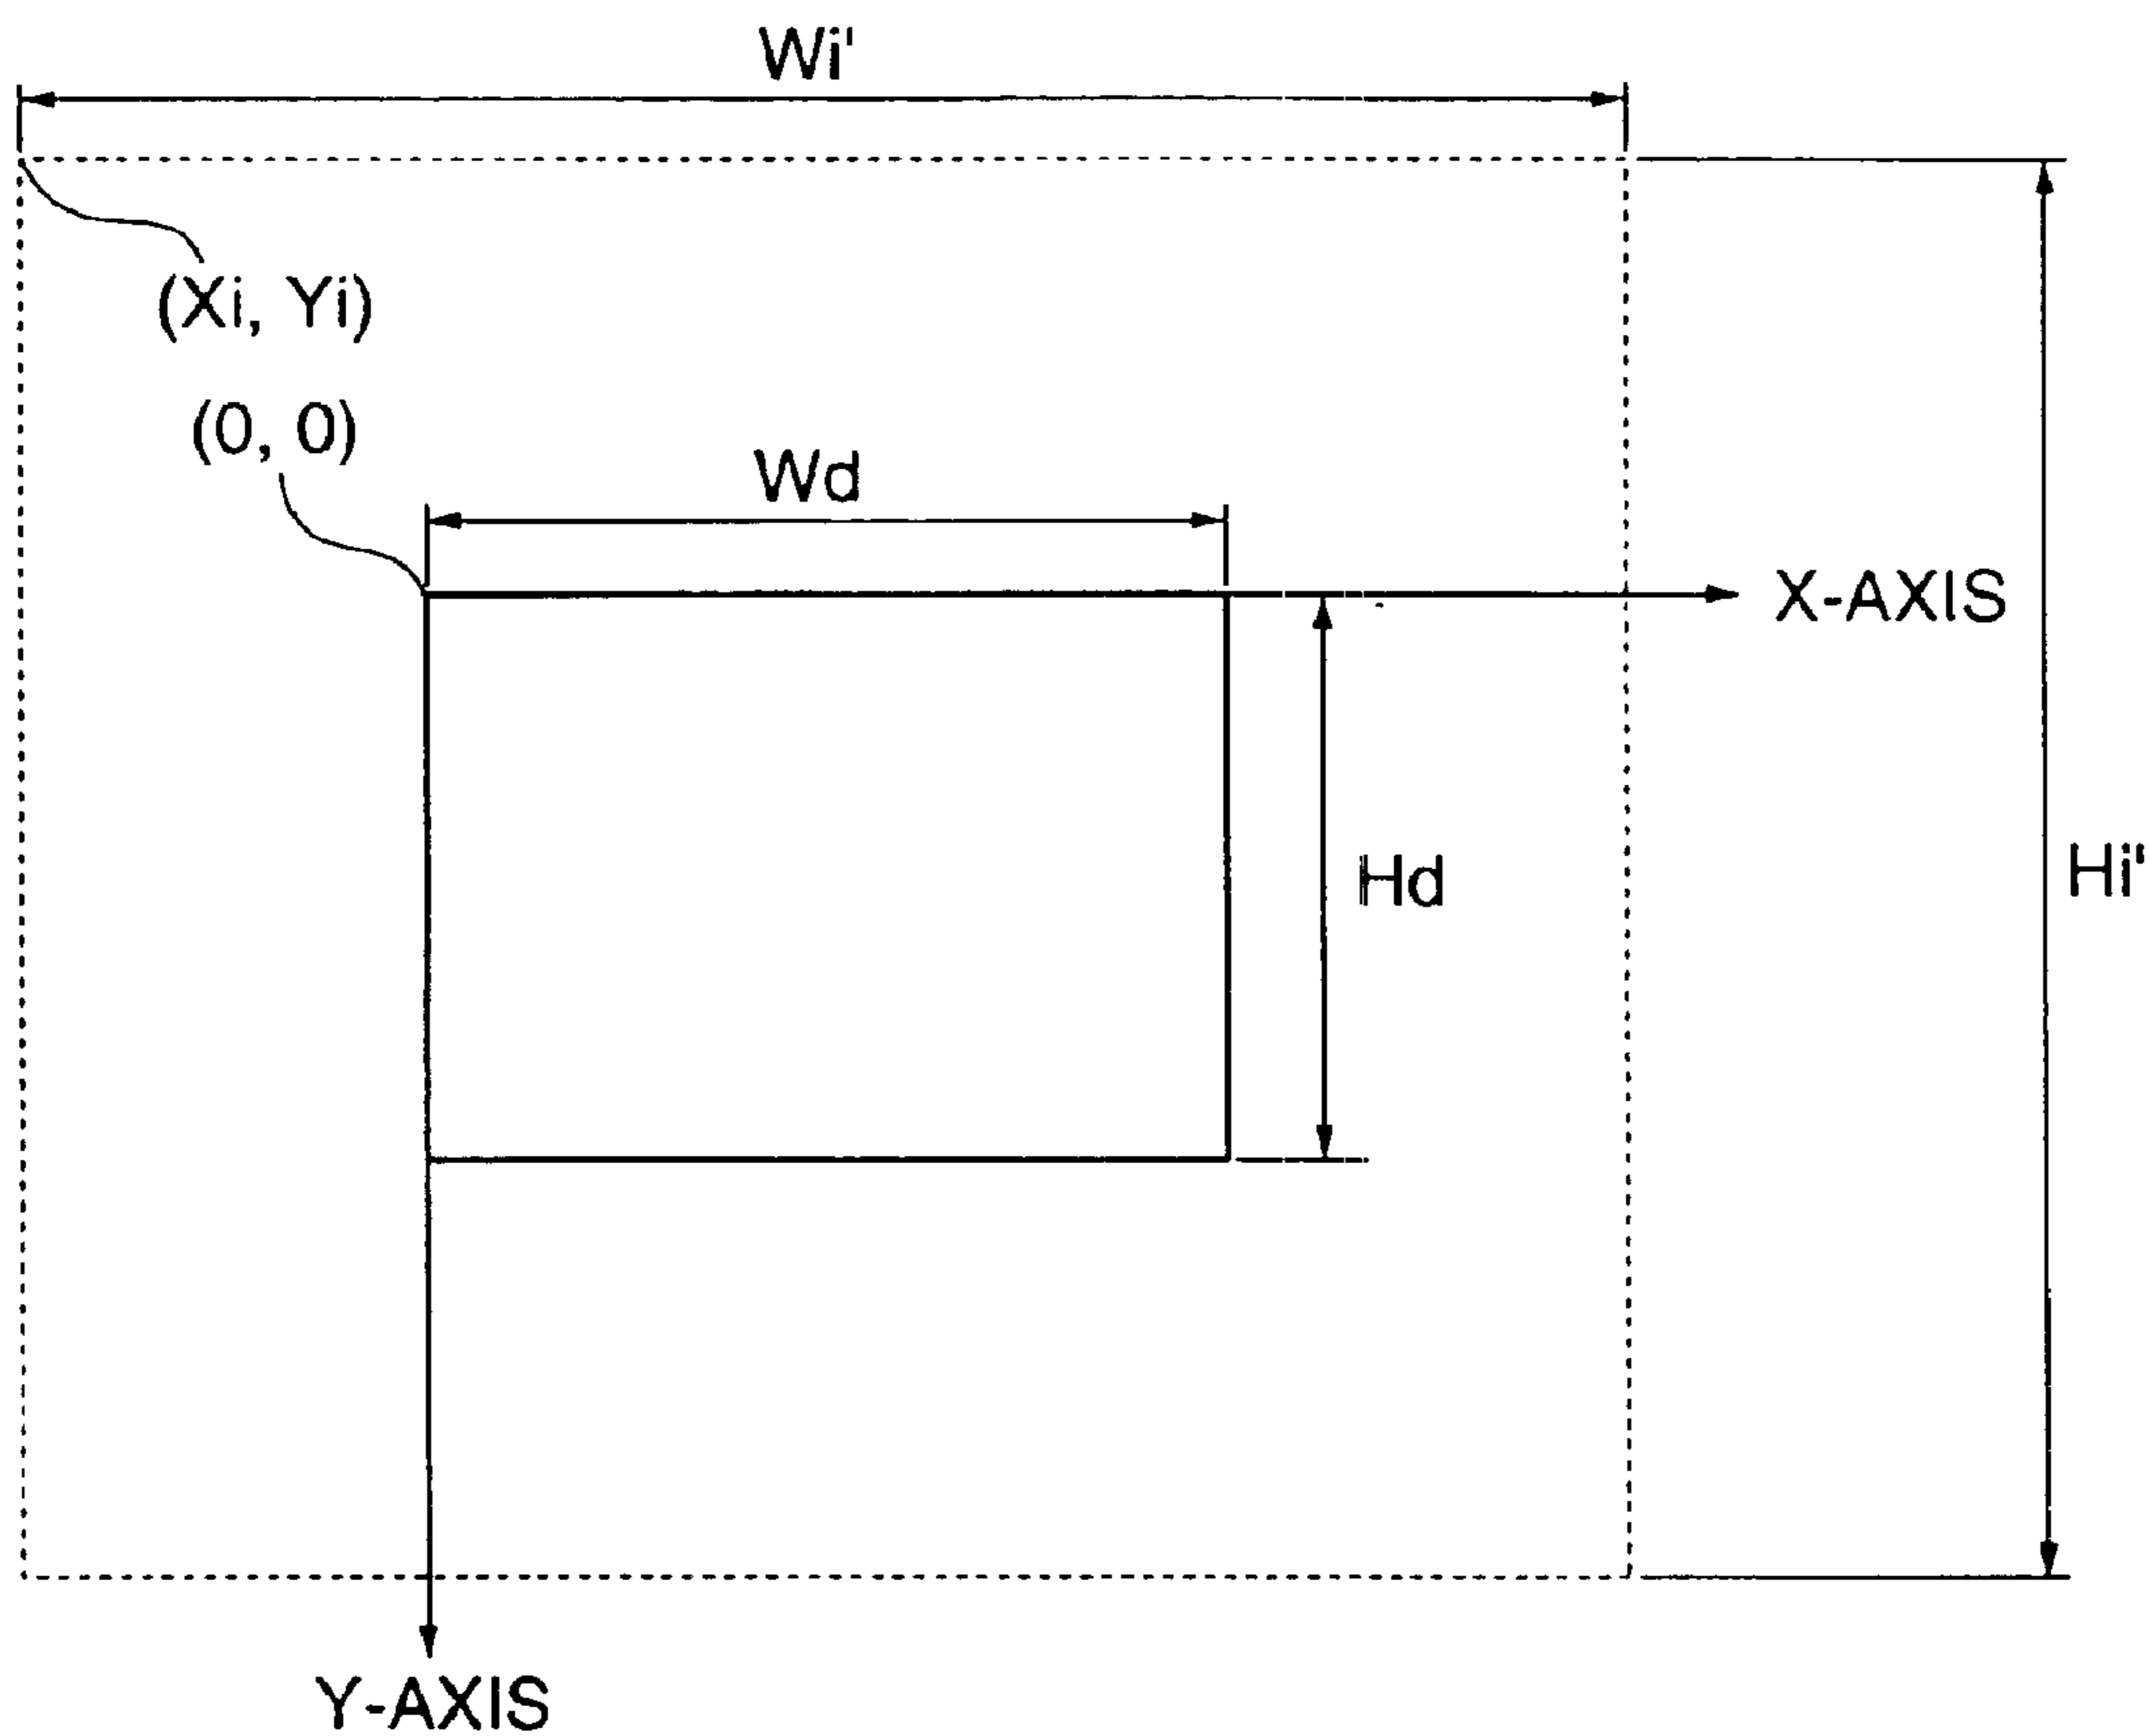 Wi'
(Xi, Yi)
(0, 0)
Wd
X-AXIS
Hd
Hi'
Y-AXIS